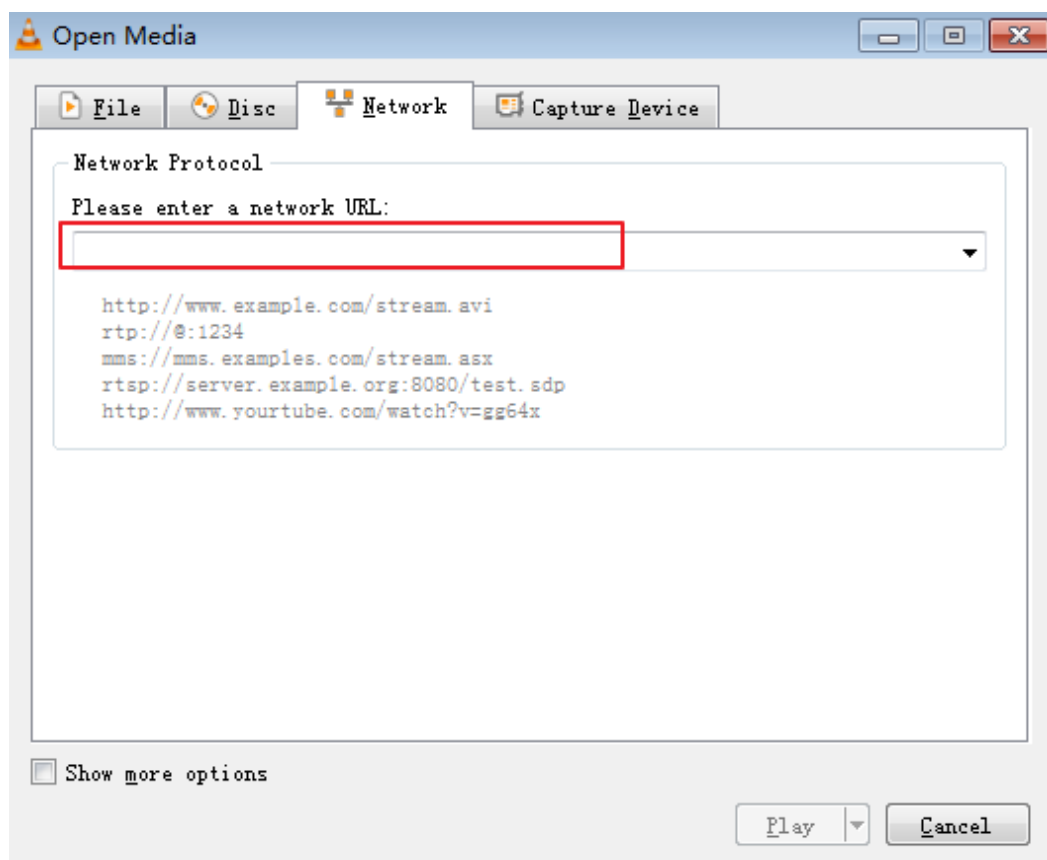 Open Media
File Disc Network Capture Device
Network Protocol
Please enter a network URL:
http://www.example.com/stream.avi
rtp://@:1234
mms://mms.examples.com/stream.asx
rtsp://server.example.org:8080/test.sdp
http://www.yourtube.com/watch?v=gg64x
Show more options
Play Cancel